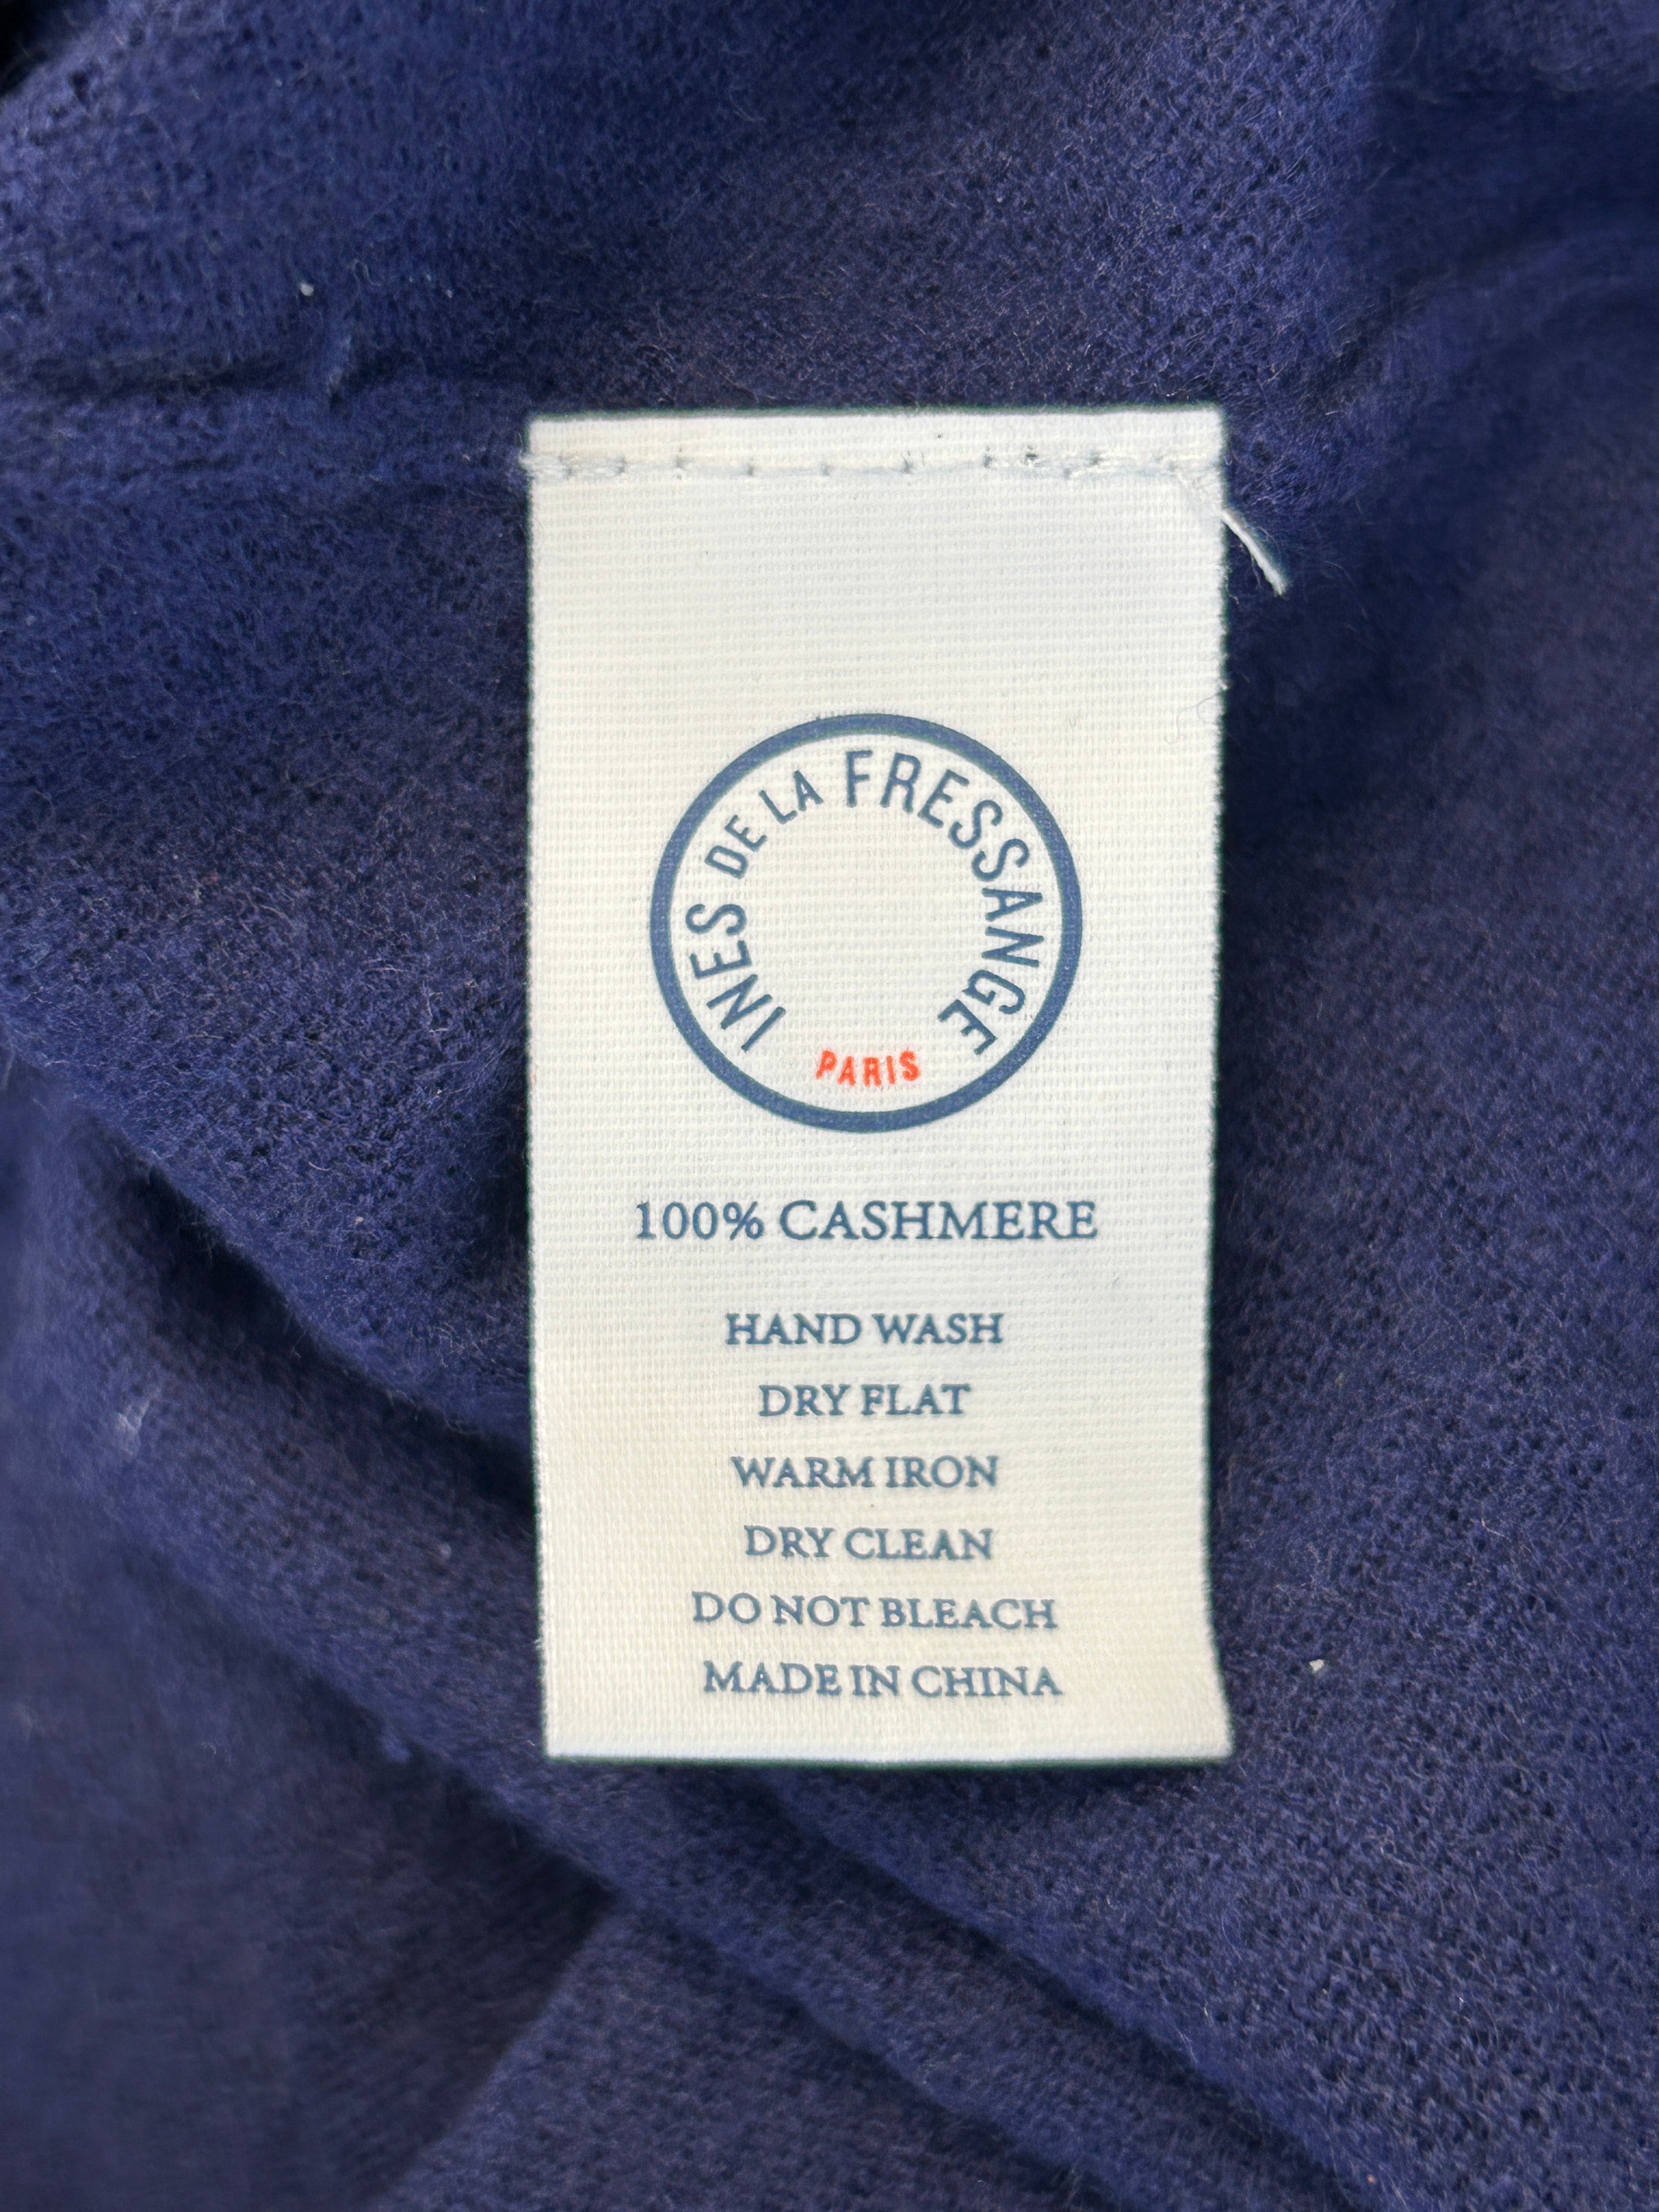 INES DE LA FRESSANGE
PARIS
100% CASHMERE
HAND WASH
DRY FLAT
WARM IRON
DRY CLEAN
DO NOT BLEACH
MADE IN CHINA